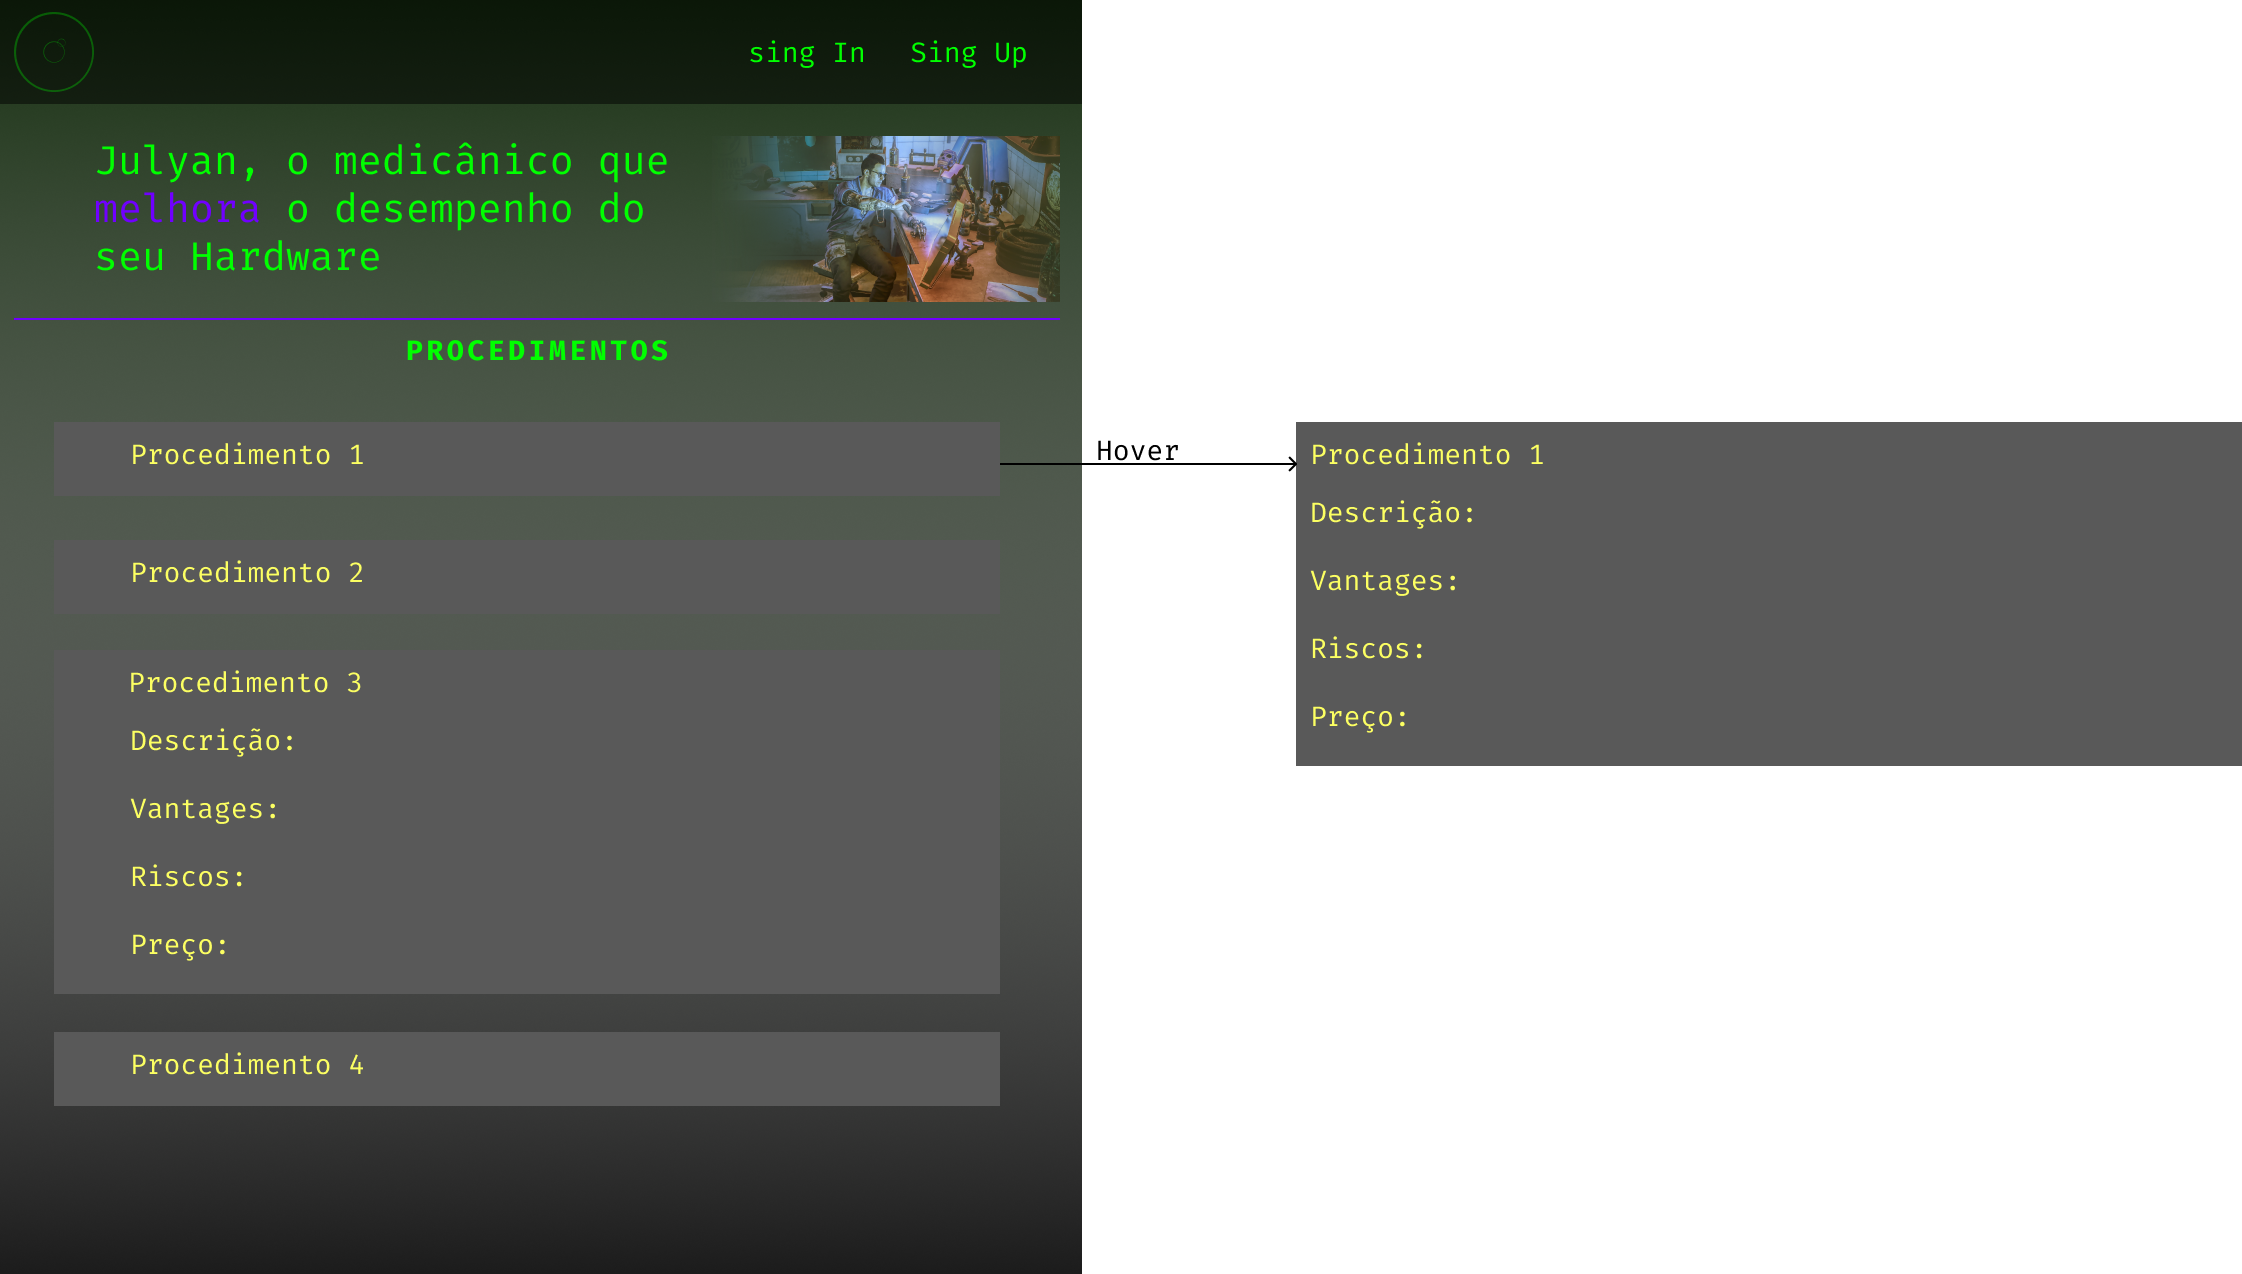 sing In Sing Up
Julyan, o medicânico que
melhora o desempenho do
seu Hardware
PROCEDIMENTOS
Procedimento 1
Procedimento 2
Procedimento 3
Descrição:
Vantages:
Riscos:
Preço:
Procedimento 4
Hover
Procedimento 1
Descrição:
Vantages:
Riscos:
Preço: